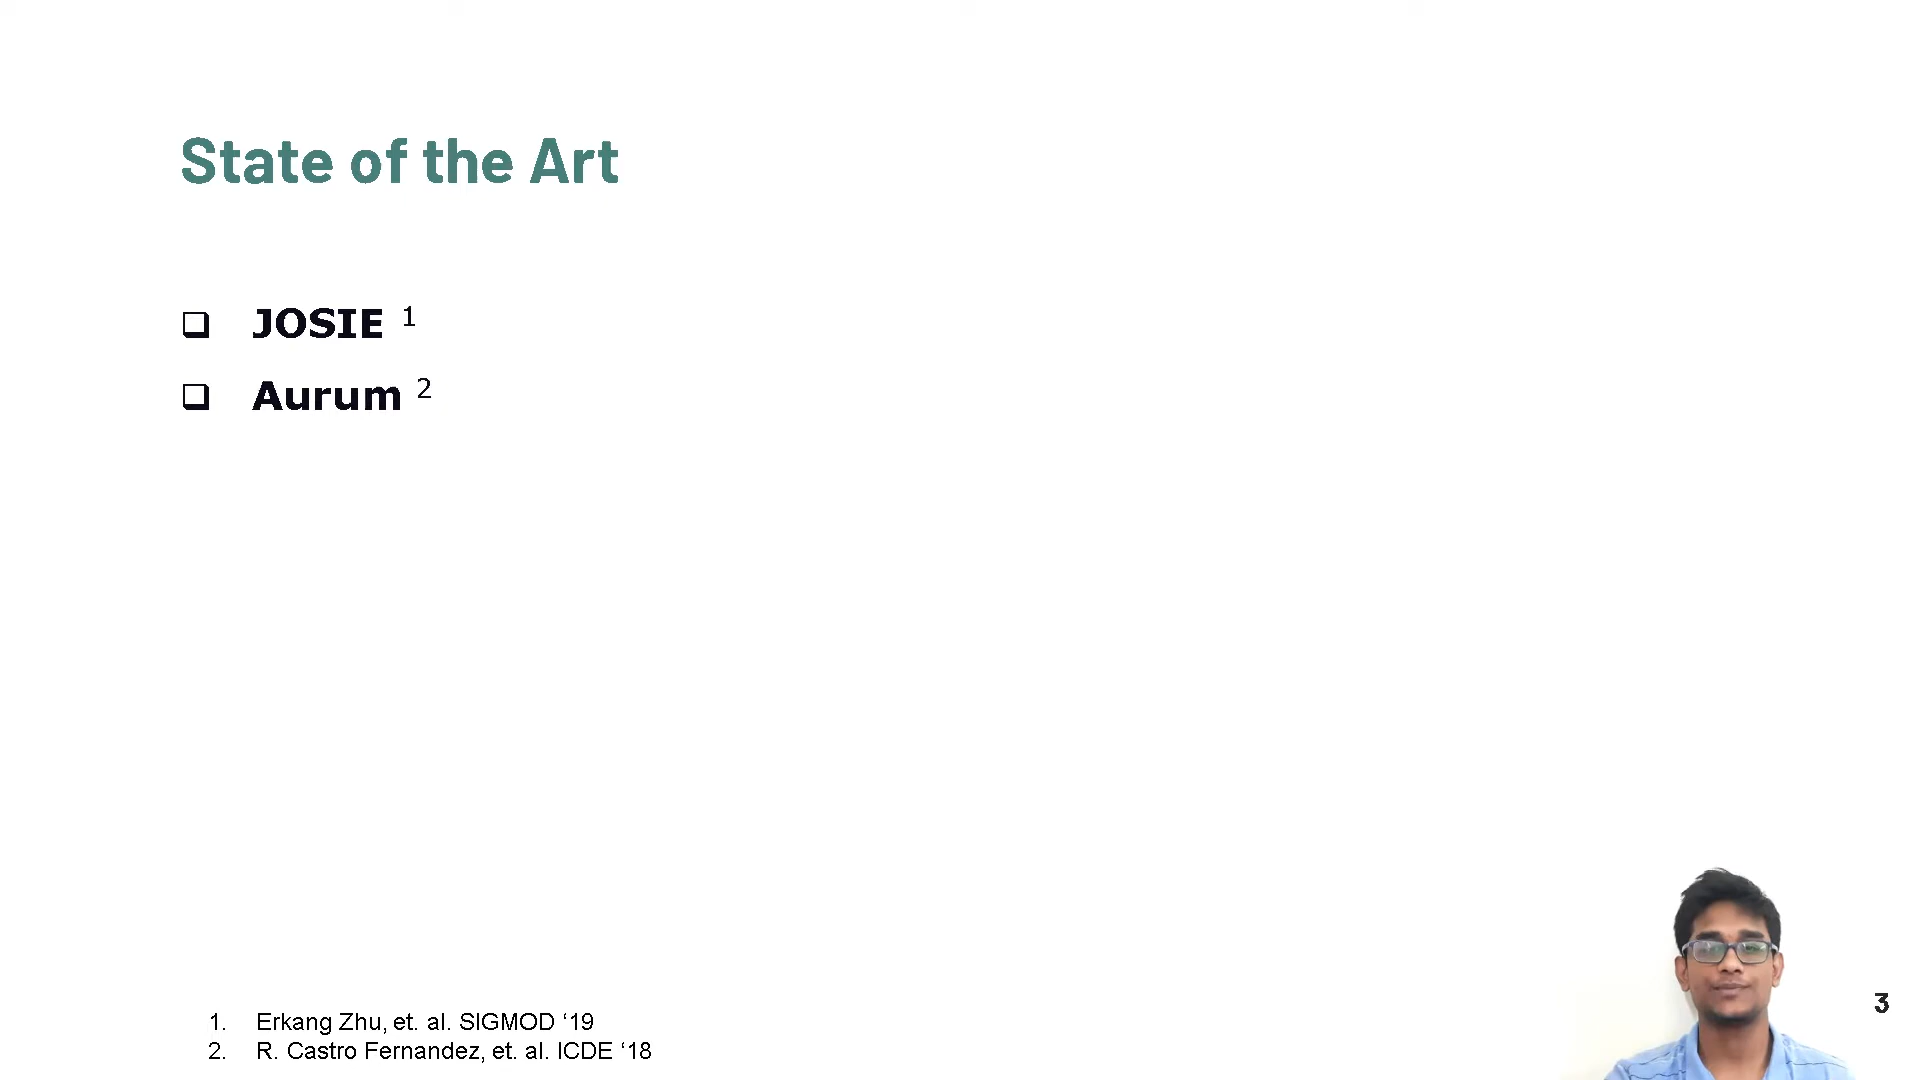 State of the Art
❑ JOSIE 1
❑ Aurum 2
1. Erkang Zhu, et. al. SIGMOD ‘19
2. R. Castro Fernandez, et. al. ICDE ‘18
3